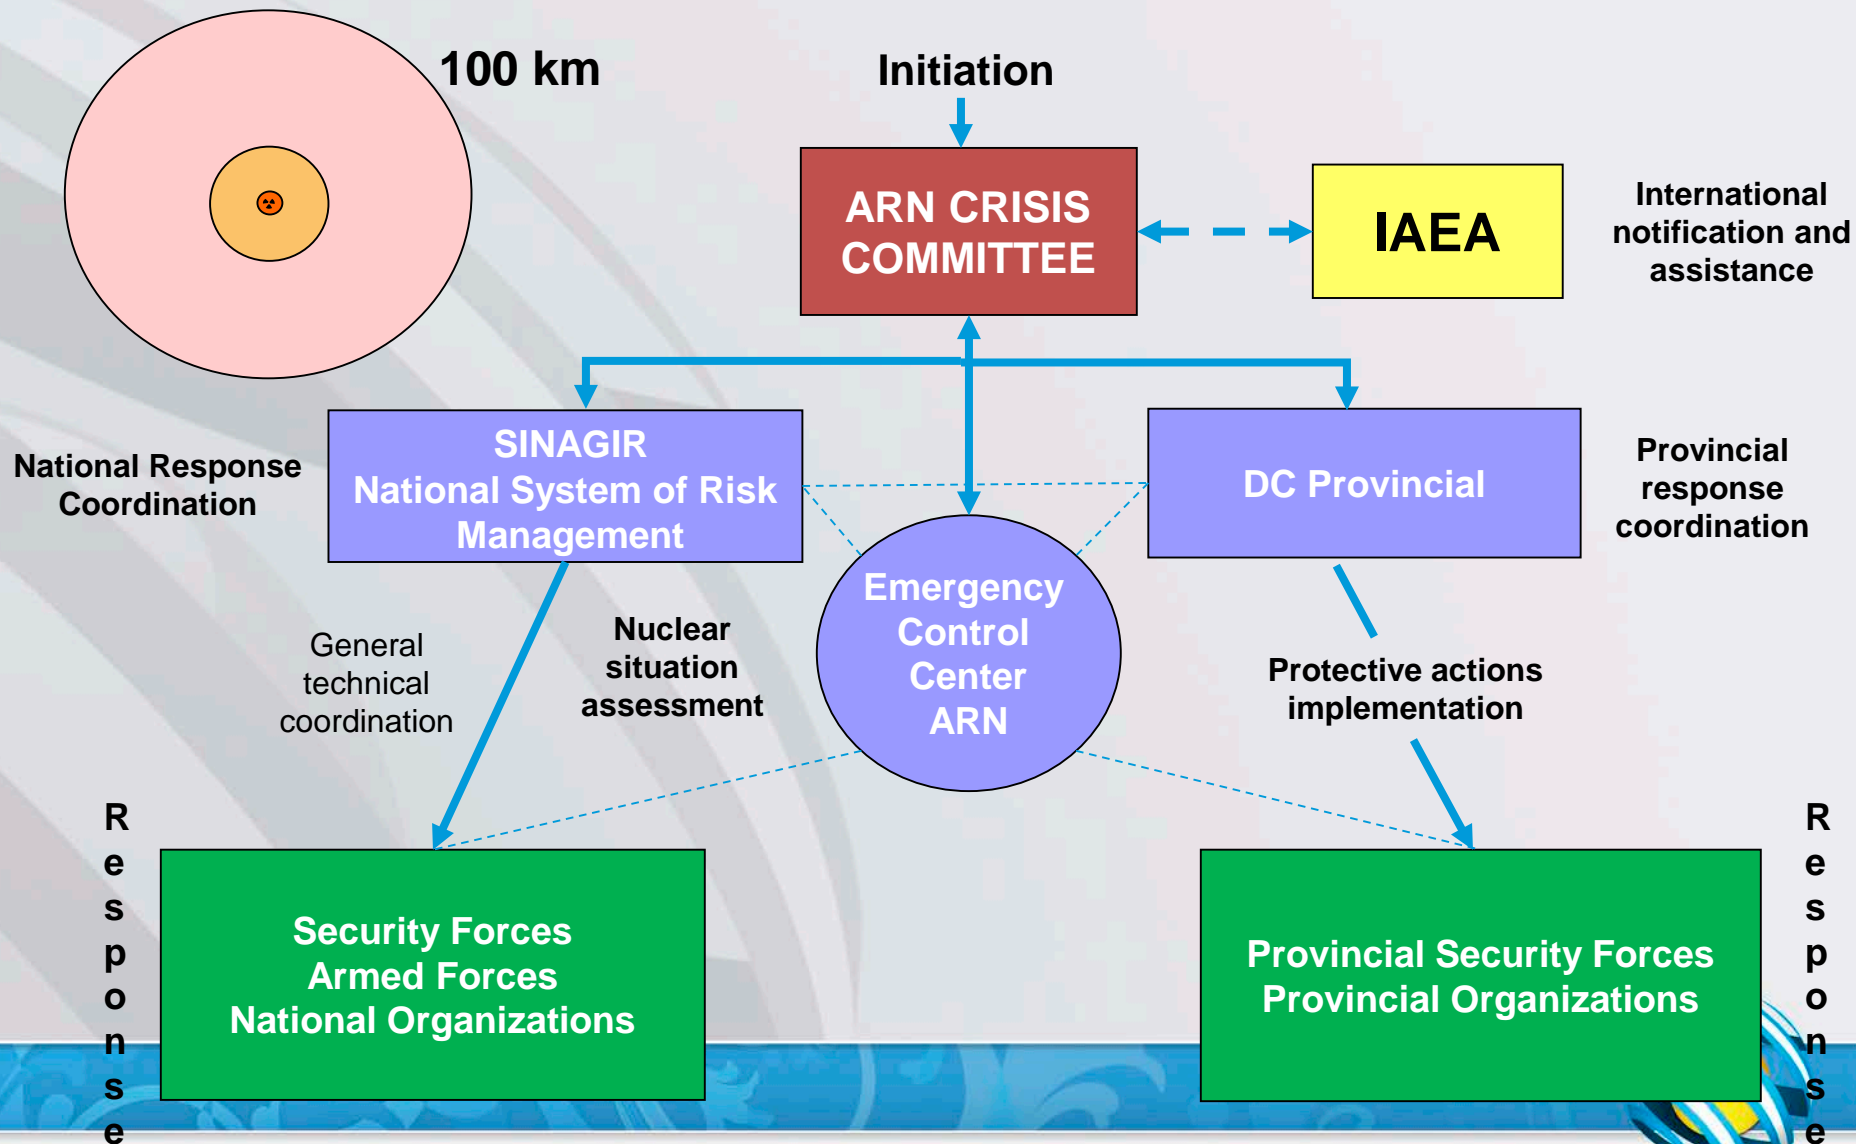 100 km
Initiation
ARN CRISIS
COMMITTEE
IAEA
International
notification and
assistance
National Response
Coordination
SINAGIR
National System of Risk
Management
DC Provincial
Provincial
response
coordination
Emergency
Control
Center
ARN
General
technical
coordination
Nuclear
situation
assessment
Protective actions
implementation
R
e
s
p
o
n
s
e
Security Forces
Armed Forces
National Organizations
Provincial Security Forces
Provincial Organizations
R
e
s
p
o
n
s
e